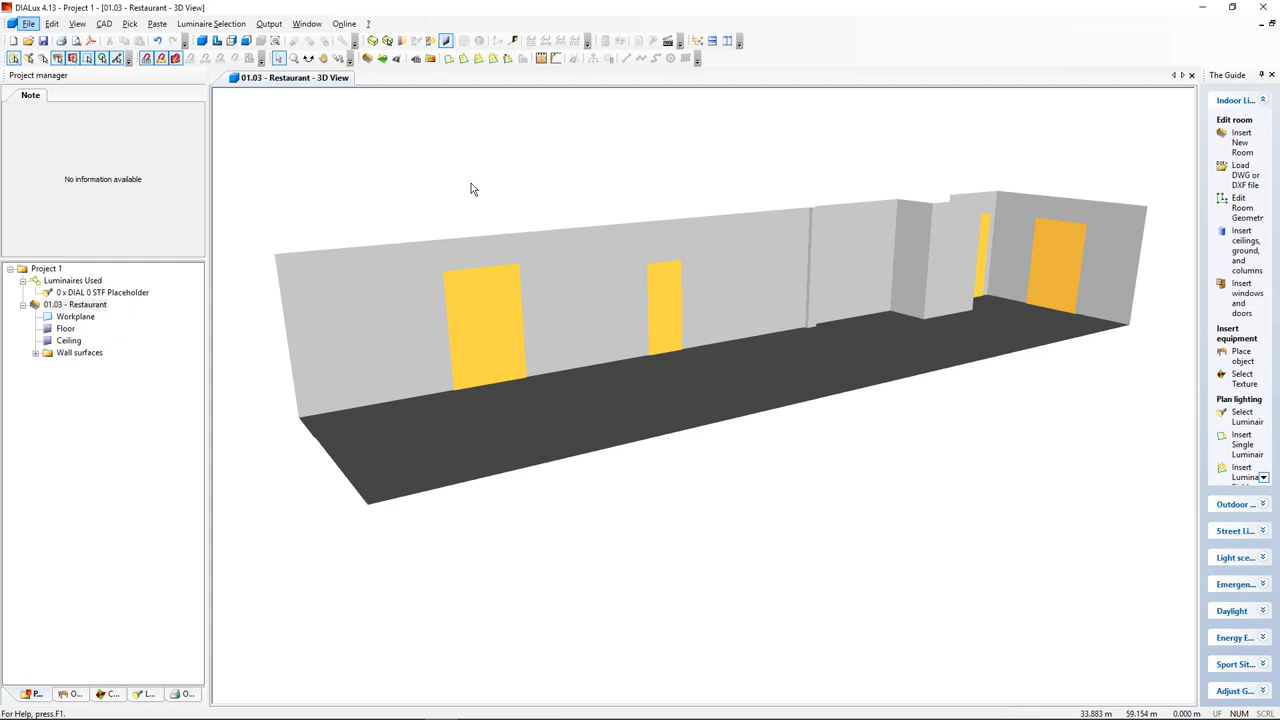 DIALux 4.13 - Project 1 - [01.03 - Restaurant - 3D View]
File Edit View CAD Pick Paste Luminaire Selection Output Window Online ?
Project manager
01.03 - Restaurant - 3D View
The Guide
Note
No information available
Project 1
Luminaires Used
0 x DIAL 0 STF Placeholder
01.03 - Restaurant
Workplane
Floor
Ceiling
Wall surfaces
P...
O...
C...
L...
O...
Indoor Li...
Edit room
Insert
New
Room
Load
DWG or
DXF file
Edit
Room
Geometr
Insert
ceilings,
ground,
and
columns
Insert
windows
and
doors
Insert
equipment
Place
object
Select
Texture
Plan lighting
Select
Luminair
Insert
Single
Luminair
Insert
Lumina
Outdoor ...
Street Li...
Light sce...
Emergen...
Daylight
Energy E...
Sport Sit...
Adjust G...
For Help, press F1.
33.883 m 59.154 m 0.000 m UF NUM SCRL